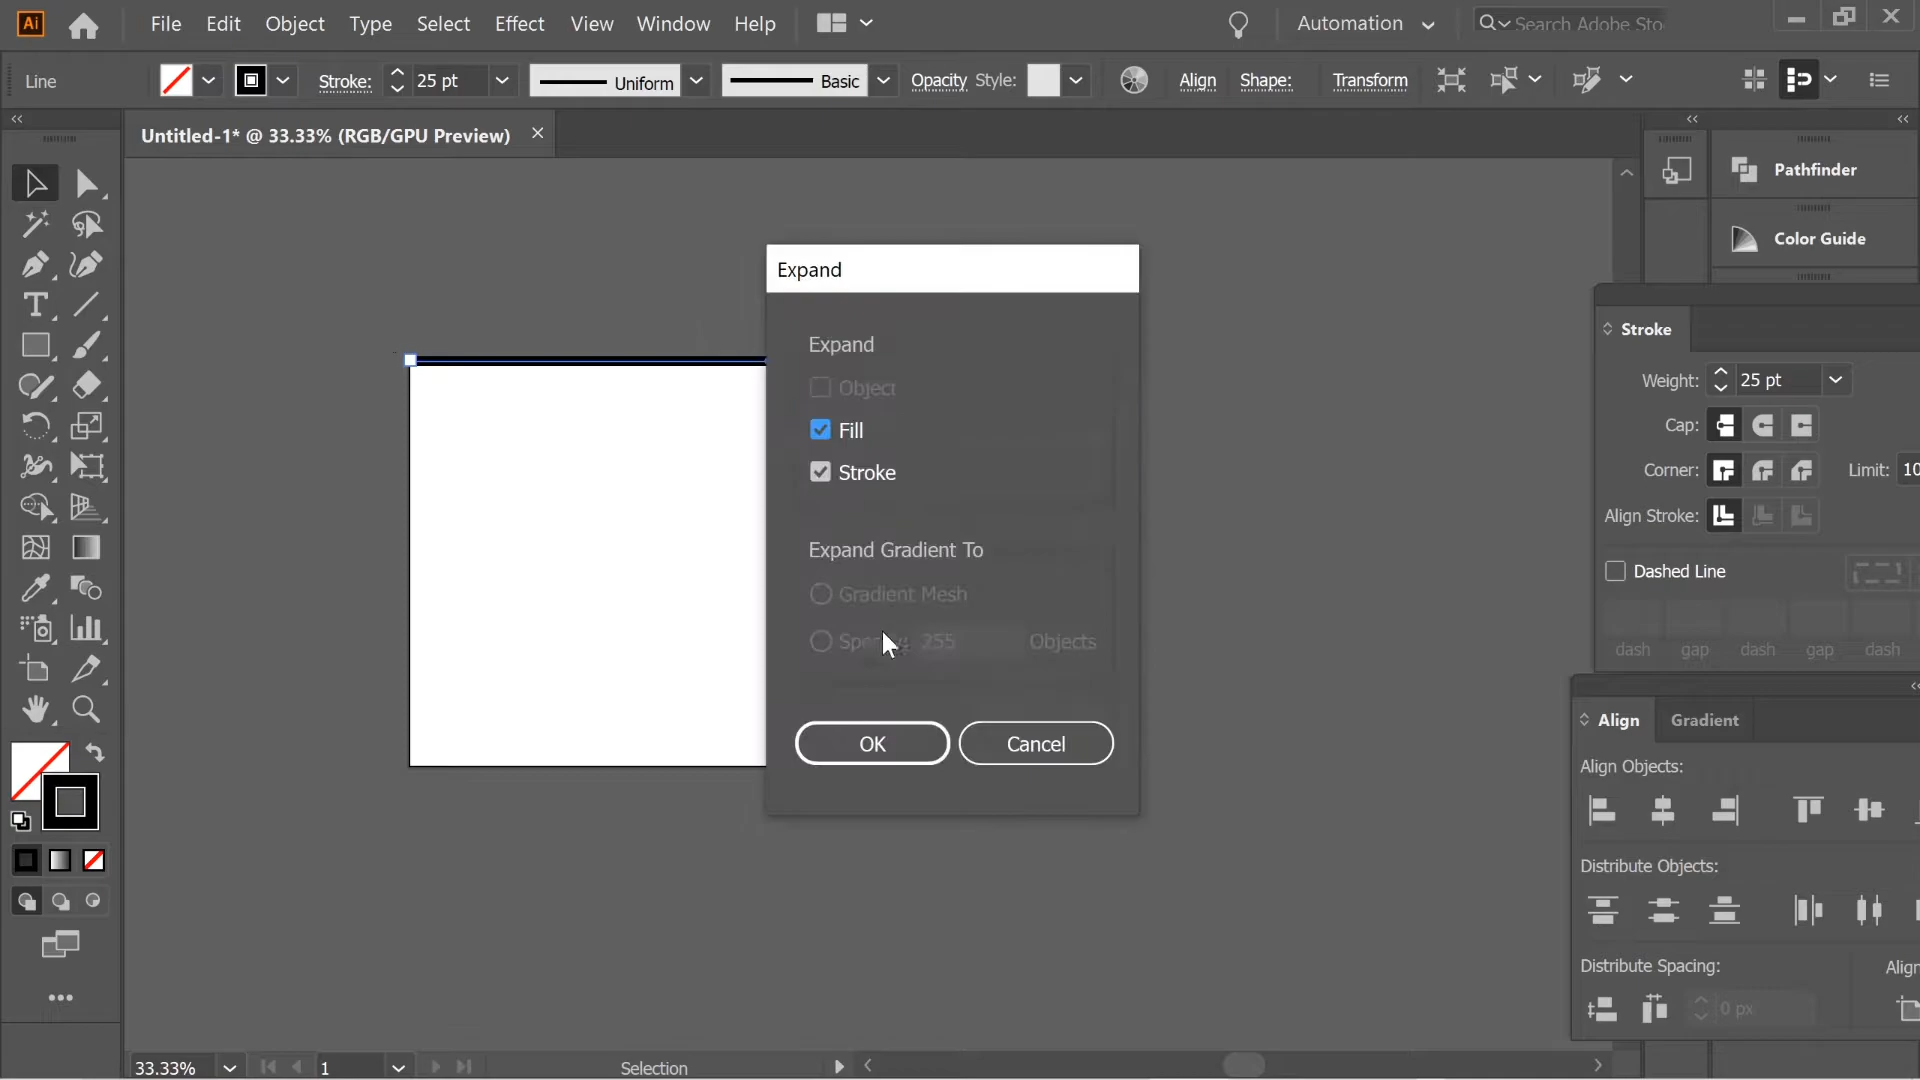 Ai File Edit Object Type Select Effect View Window Help Automation Search Adobe Sto
Line Stroke: 25 pt Uniform Basic Opacity Style: Align Shape: Transform
Untitled-1* @ 33.33% (RGB/GPU Preview)
Pathfinder
Color Guide
Expand
Expand
Object
Fill
Stroke
Expand Gradient To
Gradient Mesh
255 Objects
OK Cancel
Stroke
Weight: 25 pt
Cap:
Corner: Limit: 10
Align Stroke:
Dashed Line
dash gap dash gap dash
Align Gradient
Align Objects:
Distribute Objects:
Distribute Spacing: Align
0 px
33.33% 1 Selection